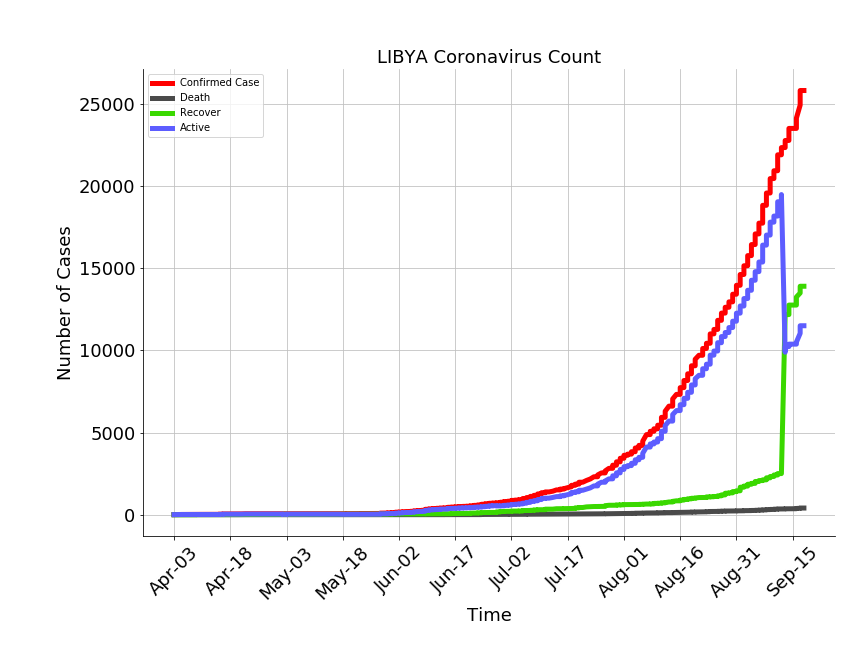 LIBYA Coronavirus Count
Confirmed Case
Death
Recover
Active
25000
20000
15000
10000
5000
0
Number of Cases
Apr-03
Apr-18
May-03
May-18
Jun-02
Jun-17
Jul-02
Jul-17
Aug-01
Aug-16
Aug-31
Sep-15
Time